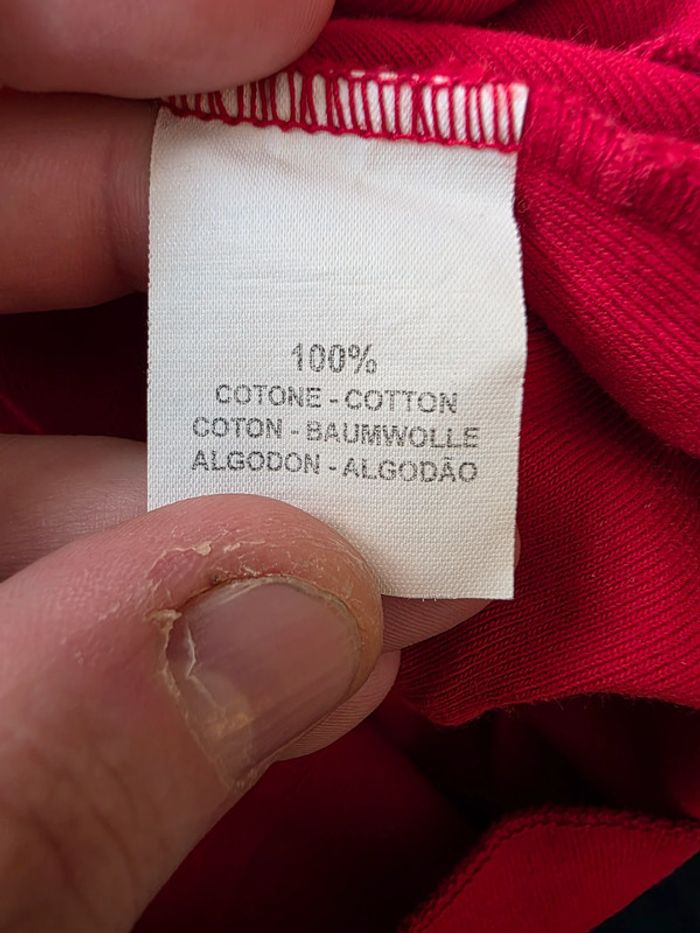 100%
COTONE - COTTON
COTON - BAUMWOLLE
ALGODON - ALGODÃO